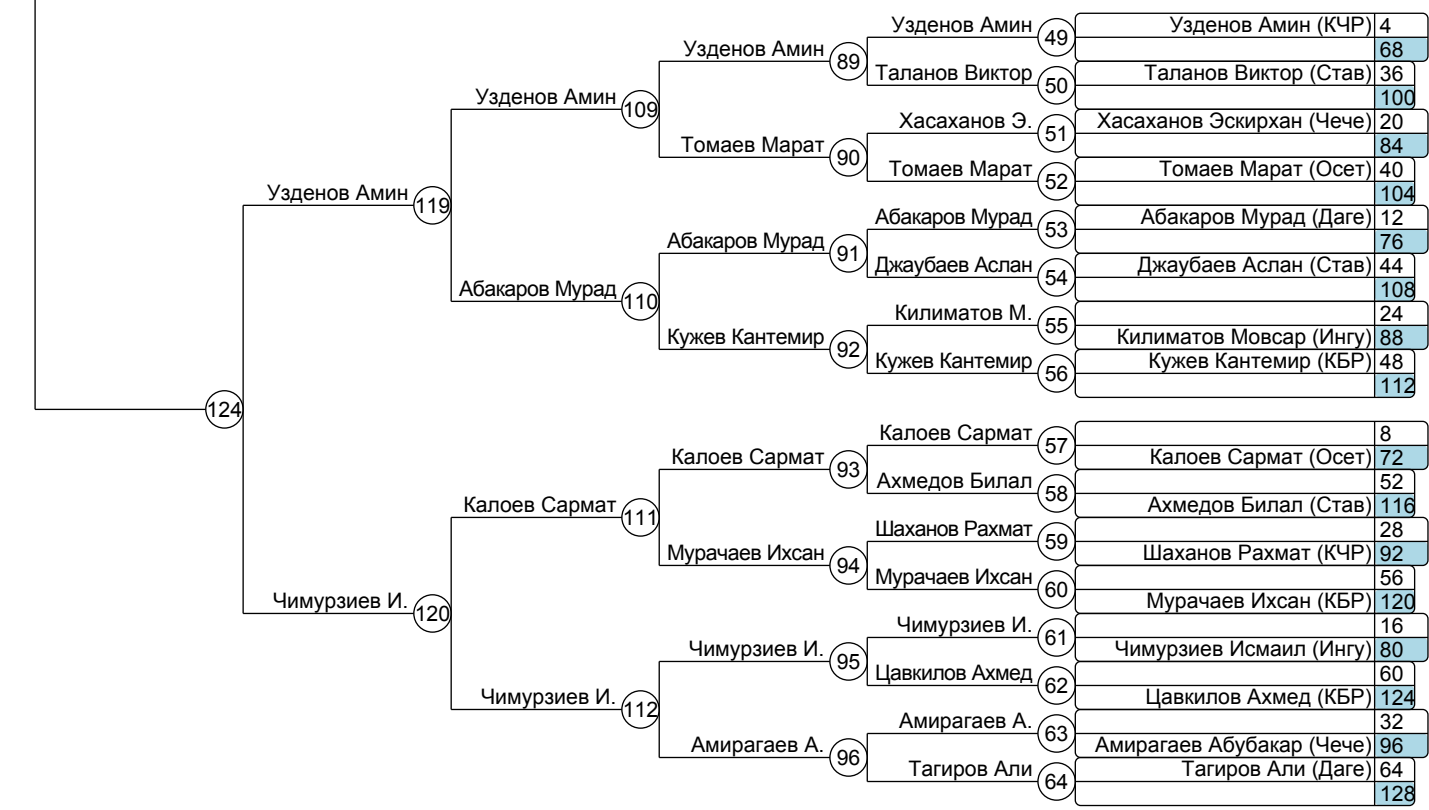 Узденов Амин 49 Узденов Амин (КЧР) 4
Узденов Амин 89 68
Таланов Виктор 50 Таланов Виктор (Став) 36
Узденов Амин 109 100
Хасаханов Э. 51 Хасаханов Эскирхан (Чече) 20
Томаев Марат 90 84
Томаев Марат 52 Томаев Марат (Осет) 40
Узденов Амин 119 104
Абакаров Мурад 53 Абакаров Мурад (Даге) 12
Абакаров Мурад 91 76
Джаубаев Аслан 54 Джаубаев Аслан (Став) 44
Абакаров Мурад 110 108
Килиматов М. 55 24
Кужев Кантемир 92 Килиматов Мовсар (Ингу) 88
Кужев Кантемир 56 Кужев Кантемир (КБР) 48
112
124
Калоев Сармат 57 8
Калоев Сармат 93 Калоев Сармат (Осет) 72
Ахмедов Билал 58 52
Калоев Сармат 111 Ахмедов Билал (Став) 116
Шаханов Рахмат 59 28
Мурачаев Ихсан 94 Шаханов Рахмат (КЧР) 92
Мурачаев Ихсан 60 56
Чимурзиев И. 120 Мурачаев Ихсан (КБР) 120
Чимурзиев И. 61 16
Чимурзиев И. 95 Чимурзиев Исмаил (Ингу) 80
Цавкилов Ахмед 62 60
Чимурзиев И. 112 Цавкилов Ахмед (КБР) 124
Амирагаев А. 63 32
Амирагаев А. 96 Амирагаев Абубакар (Чече) 96
Тагиров Али 64 Тагиров Али (Даге) 64
128